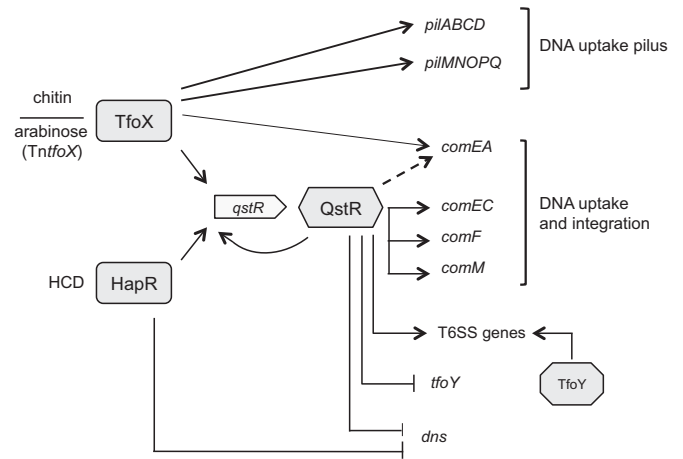 pilABCD
pilMNOPQ
DNA uptake pilus
chitin
arabinose
(TntfoX)
TfoX
comEA
qstR
QstR
comEC
comF
comM
DNA uptake
and integration
HCD
HapR
T6SS genes
TfoY
tfoY
dns